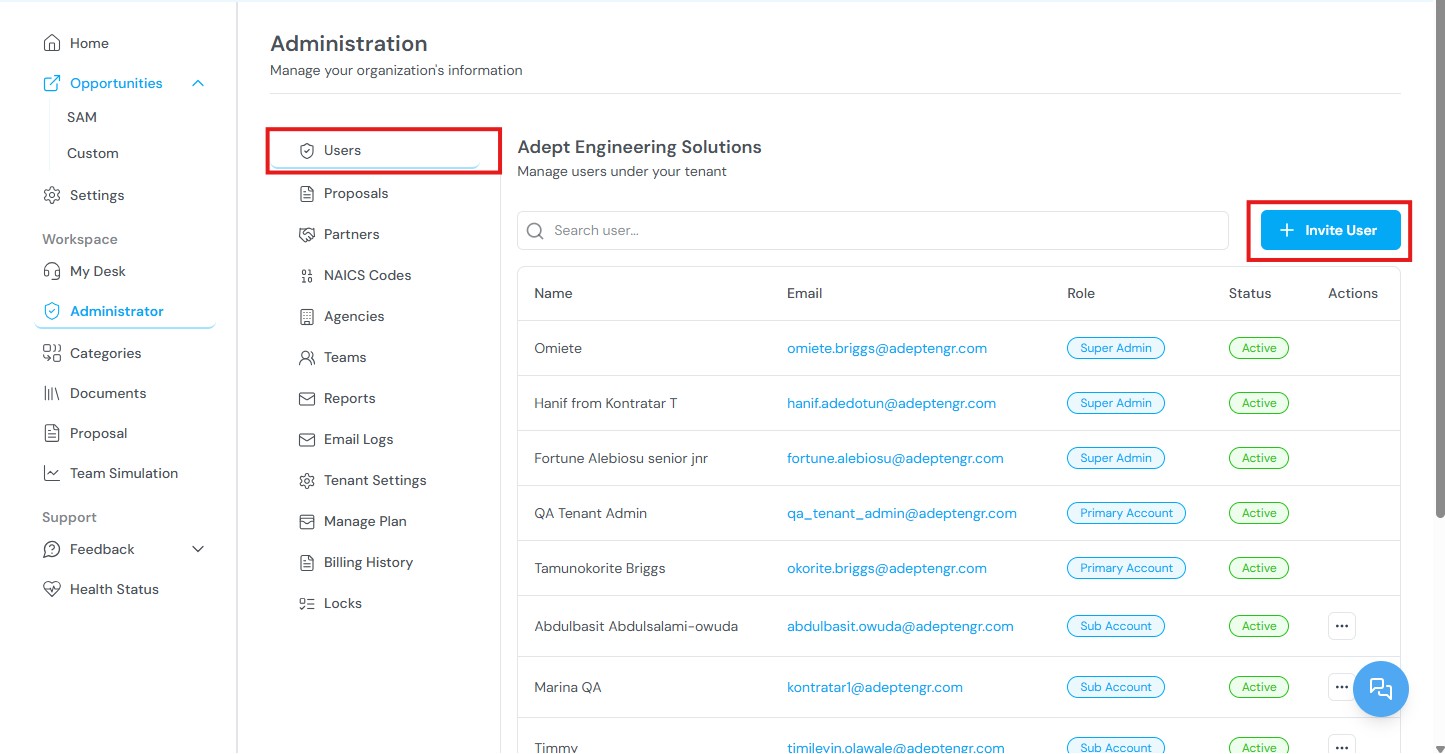 Home
Opportunities
SAM
Custom
Settings
Workspace
My Desk
Administrator
Categories
Documents
Proposal
Team Simulation
Support
Feedback
Health Status
Administration
Manage your organization's information
Users
Proposals
Partners
NAICS Codes
Agencies
Teams
Reports
Email Logs
Tenant Settings
Manage Plan
Billing History
Locks
Adept Engineering Solutions
Manage users under your tenant
Search user...
+ Invite User
Name Email Role Status Actions
Omiete omiete.briggs@adeptengr.com Super Admin Active
Hanif from Kontratar T hanif.adedotun@adeptengr.com Super Admin Active
Fortune Alebiosu senior jnr fortune.alebiosu@adeptengr.com Super Admin Active
QA Tenant Admin qa_tenant_admin@adeptengr.com Primary Account Active
Tamunokorite Briggs okorite.briggs@adeptengr.com Primary Account Active
Abdulbasit Abdulsalami-owuda abdulbasit.owuda@adeptengr.com Sub Account Active ...
Marina QA kontratar1@adeptengr.com Sub Account Active ...
Timmy timileyin.olawale@adeptengr.com Sub Account Active ...